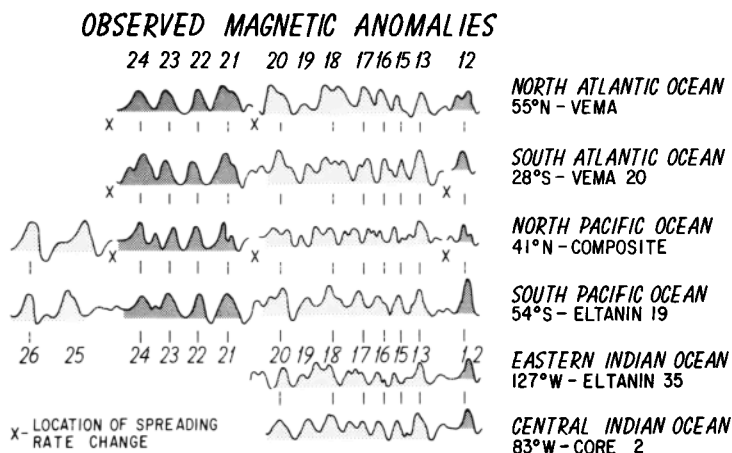 OBSERVED MAGNETIC ANOMALIES
24 23 22 21 20 19 18 17 16 15 13 12
NORTH ATLANTIC OCEAN
55°N - VEMA
X X
SOUTH ATLANTIC OCEAN
28°S - VEMA 20
X X
NORTH PACIFIC OCEAN
41°N - COMPOSITE
X X X
SOUTH PACIFIC OCEAN
54°S - ELTANIN 19
26 25 24 23 22 21 20 19 18 17 16 15 13 12
EASTERN INDIAN OCEAN
127°W - ELTANIN 35
X - LOCATION OF SPREADING
RATE CHANGE
CENTRAL INDIAN OCEAN
83°W - CORE 2